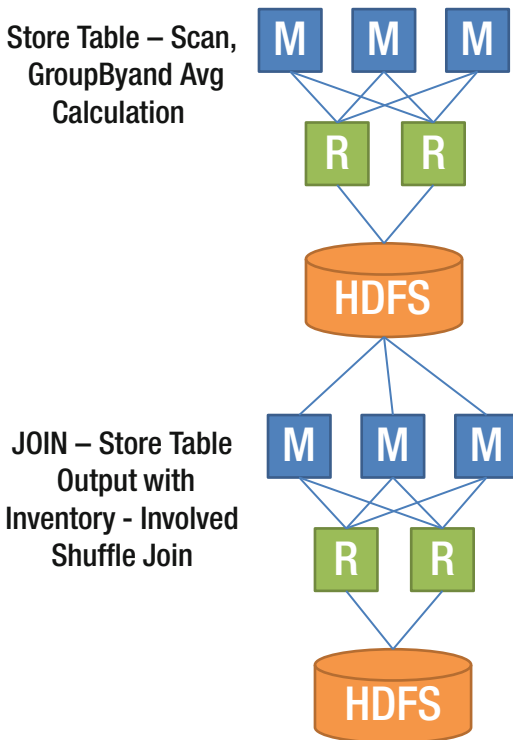 Store Table – Scan,
GroupByand Avg
Calculation
M M M
R R
HDFS
JOIN – Store Table
Output with
Inventory - Involved
Shuffle Join
M M M
R R
HDFS